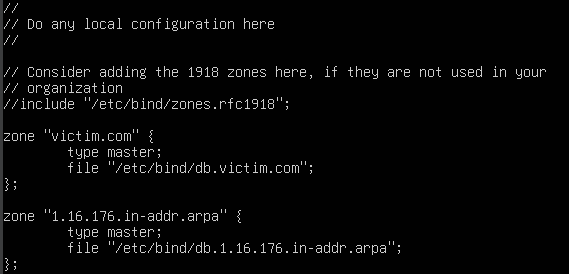 //
// Do any local configuration here
//
// Consider adding the 1918 zones here, if they are not used in your
// organization
//include "/etc/bind/zones.rfc1918";
zone "victim.com" {
type master;
file "/etc/bind/db.victim.com";
};
zone "1.16.176.in-addr.arpa" {
type master;
file "/etc/bind/db.1.16.176.in-addr.arpa";
};